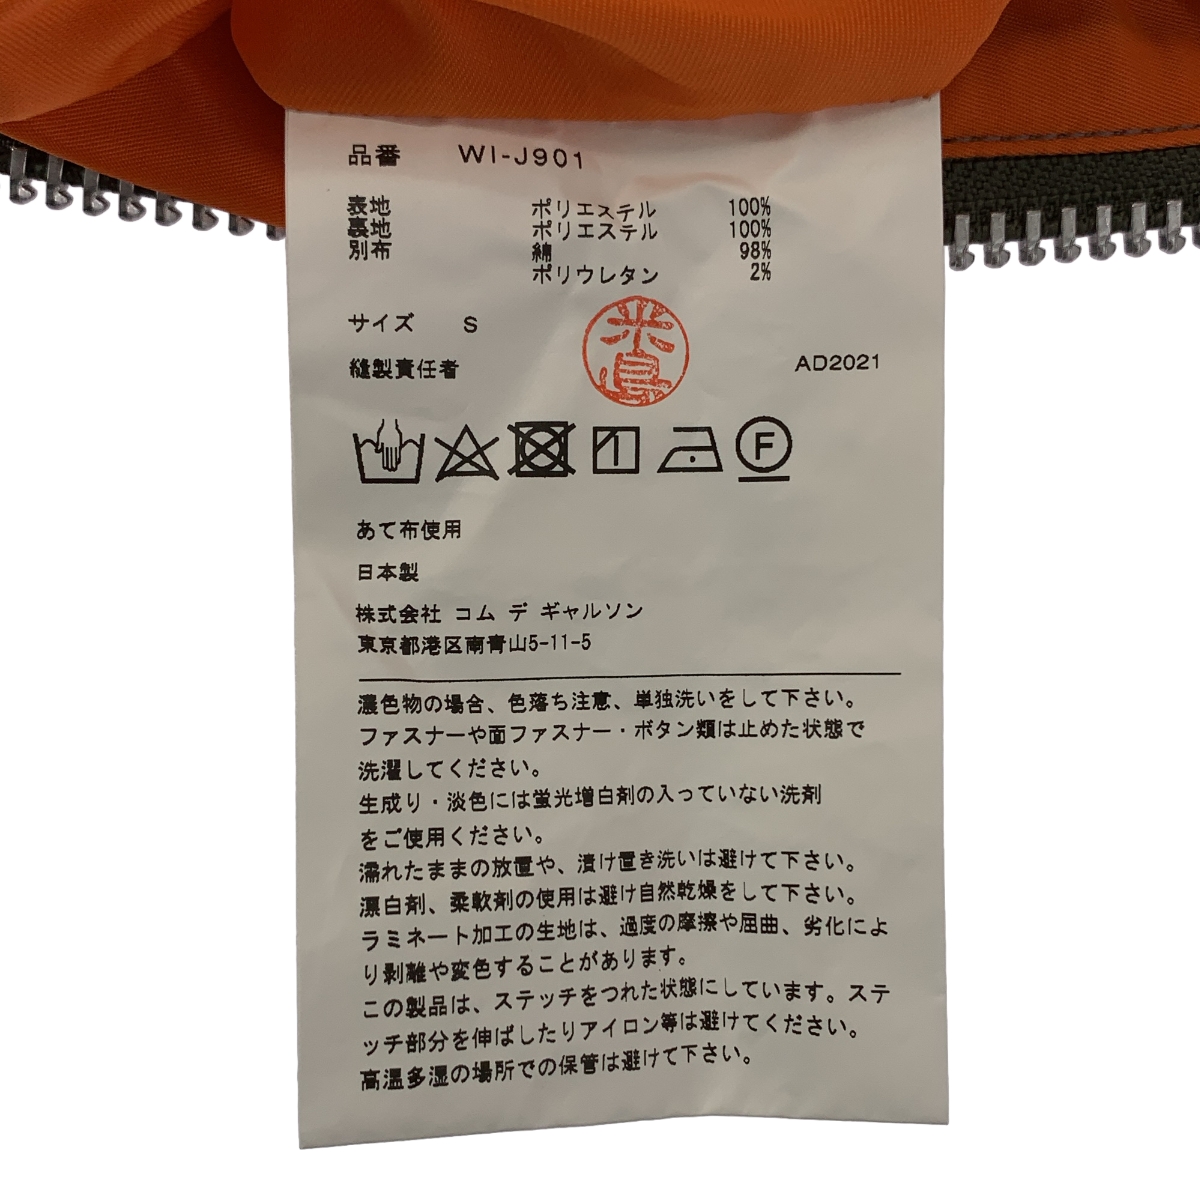 品番 WI-J901
表地 ポリエステル 100%
裏地 ポリエステル 100%
別布 綿 98%
ポリウレタン 2%
サイズ S
縫製責任者 AD2021
F
あて布使用
日本製
株式会社 コム デ ギャルソン
東京都港区南青山5-11-5
濃色物の場合、色落ち注意、単独洗いをして下さい。
ファスナーや面ファスナー・ボタン類は止めた状態で
洗濯してください。
生成り・淡色には蛍光増白剤の入っていない洗剤
をご使用ください。
濡れたままの放置や、漬け置き洗いは避けて下さい。
漂白剤、柔軟剤の使用は避け自然乾燥をして下さい。
ラミネート加工の生地は、過度の摩擦や屈曲、劣化によ
り剥離や変色することがあります。
この製品は、ステッチをつれた状態にしています。ステ
ッチ部分を伸ばしたりアイロン等は避けてください。
高温多湿の場所での保管は避けて下さい。